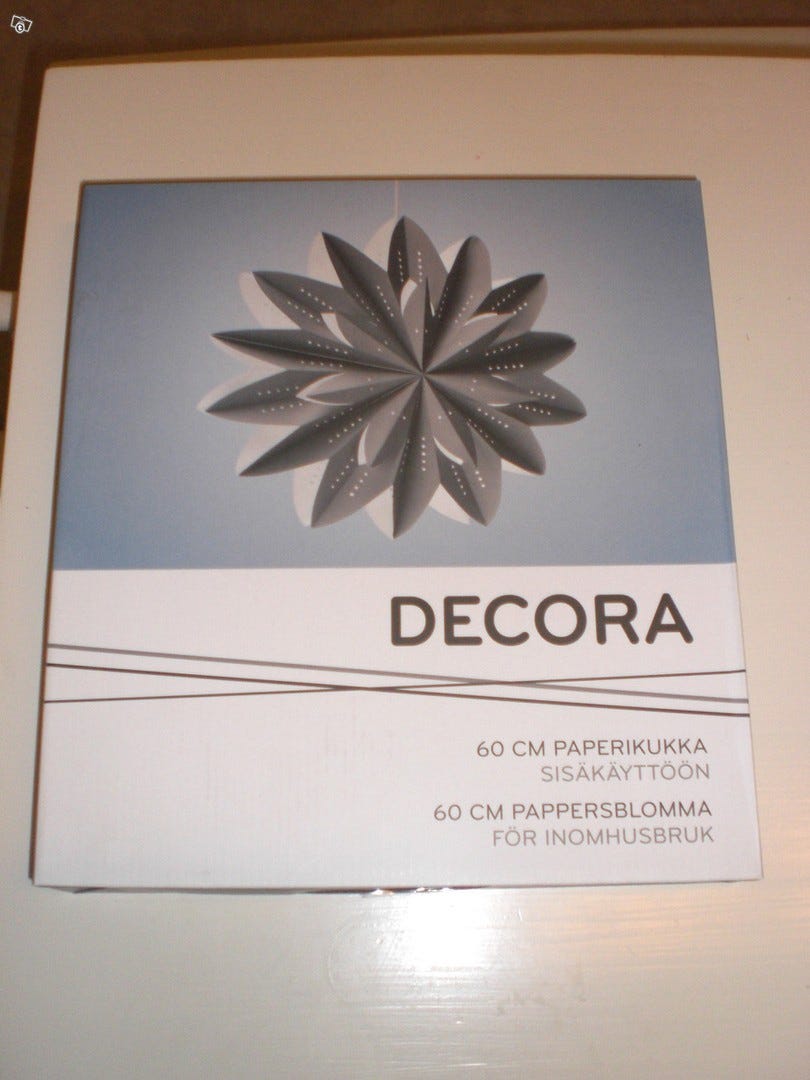 DECORA
60 CM PAPERIKUKKA
SISÄKÄYTTÖÖN
60 CM PAPPERSBLOMMA
FÖR INOMHUSBRUK